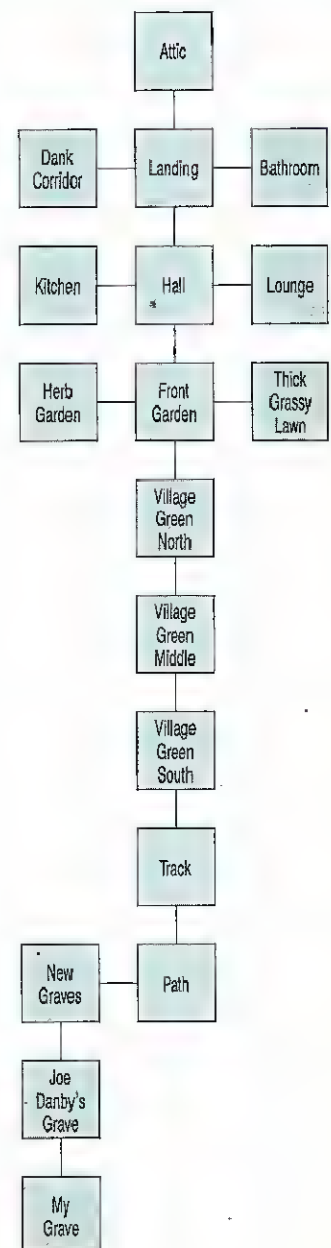 Attic
Dank
Corridor
Landing
Bathroom
Kitchen
Hall
Lounge
Herb
Garden
Front
Garden
Thick
Grassy
Lawn
Village
Green
North
Village
Green
Middle
Village
Green
South
Track
New
Graves
Path
Joe
Danby's
Grave
My
Grave